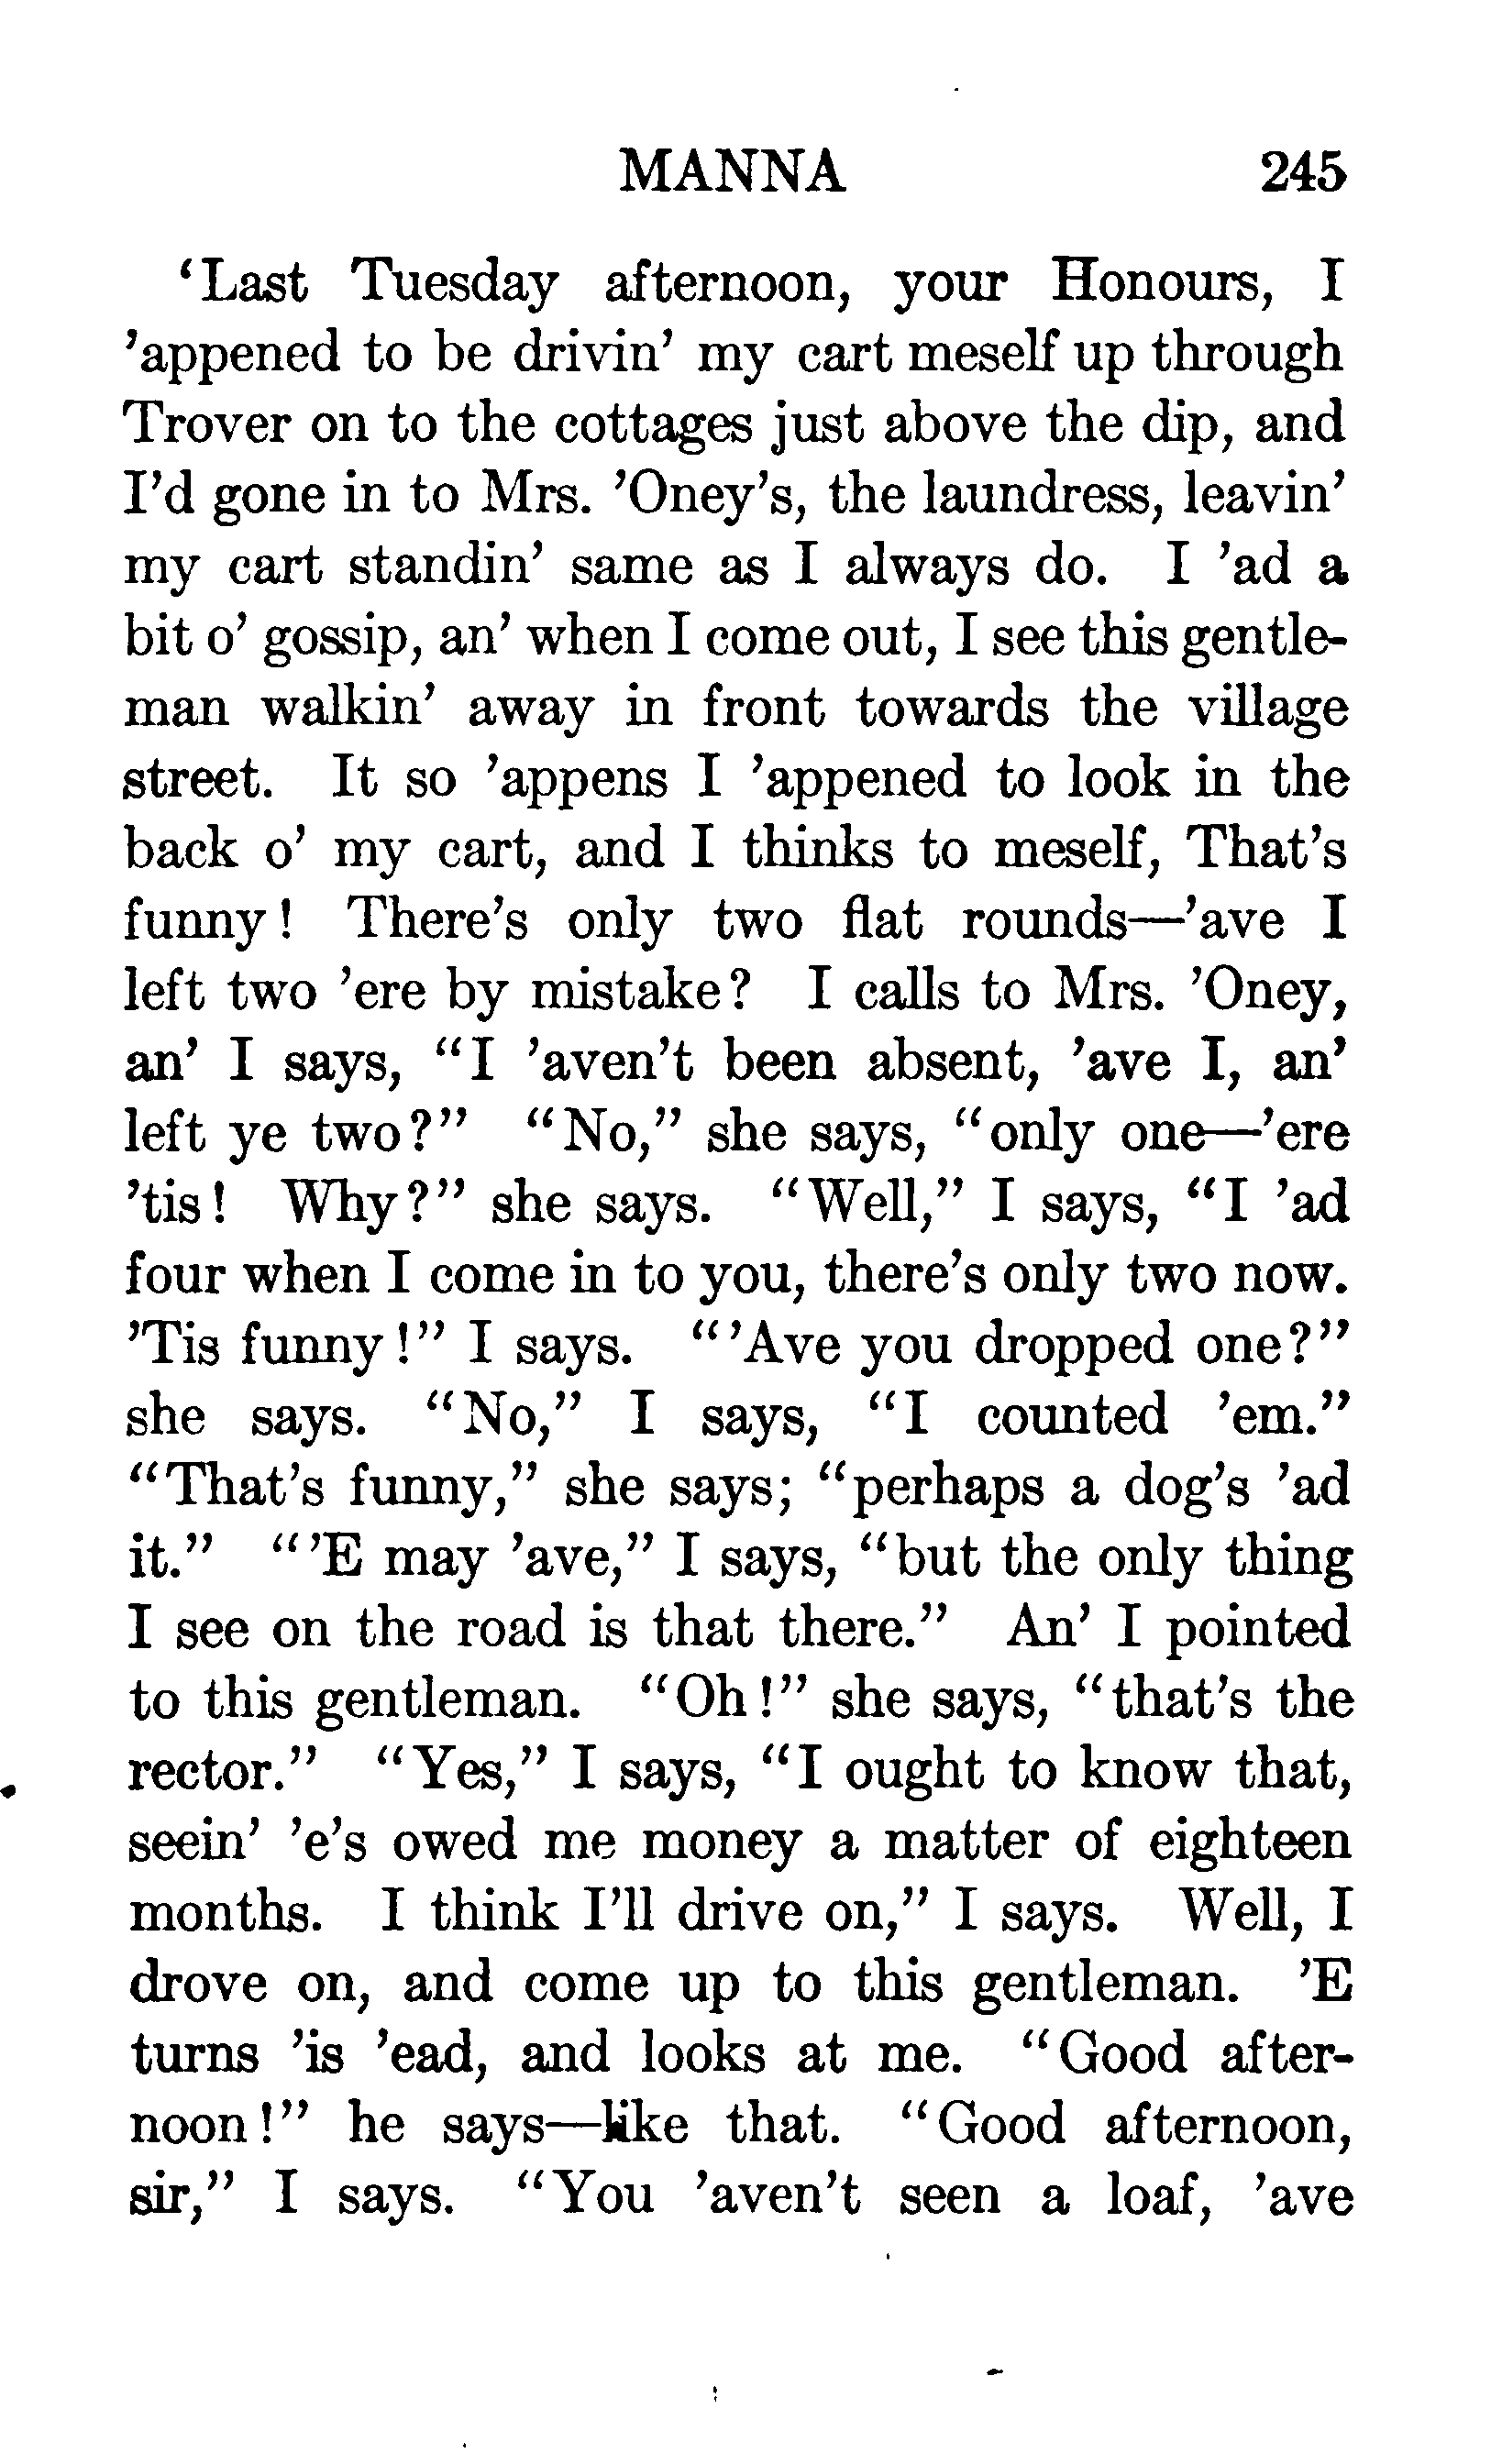 MANNA 245
‘Last Tuesday afternoon, your Honours, I
’appened to be drivin’ my cart meself up through
Trover on to the cottages just above the dip, and
I’d gone in to Mrs. ’Oney’s, the laundress, leavin’
my cart standin’ same as I always do. I ’ad a
bit o’ gossip, an’ when I come out, I see this gentle-
man walkin’ away in front towards the village
street. It so ’appens I ’appened to look in the
back o’ my cart, and I thinks to meself, That’s
funny! There’s only two flat rounds—’ave I
left two ’ere by mistake? I calls to Mrs. ’Oney,
an’ I says, “I ’aven’t been absent, ’ave I, an’
left ye two?” “No,” she says, “only one—’ere
’tis! Why?” she says. “Well,” I says, “I ’ad
four when I come in to you, there’s only two now.
’Tis funny!” I says. “’Ave you dropped one?”
she says. “No,” I says, “I counted ’em.”
“That’s funny,” she says; “perhaps a dog’s ’ad
it.” “’E may ’ave,” I says, “but the only thing
I see on the road is that there.” An’ I pointed
to this gentleman. “Oh!” she says, “that’s the
rector.” “Yes,” I says, “I ought to know that,
seein’ ’e’s owed me money a matter of eighteen
months. I think I’ll drive on,” I says. Well, I
drove on, and come up to this gentleman. ’E
turns ’is ’ead, and looks at me. “Good after-
noon!” he says—like that. “Good afternoon,
sir,” I says. “You ’aven’t seen a loaf, ’ave